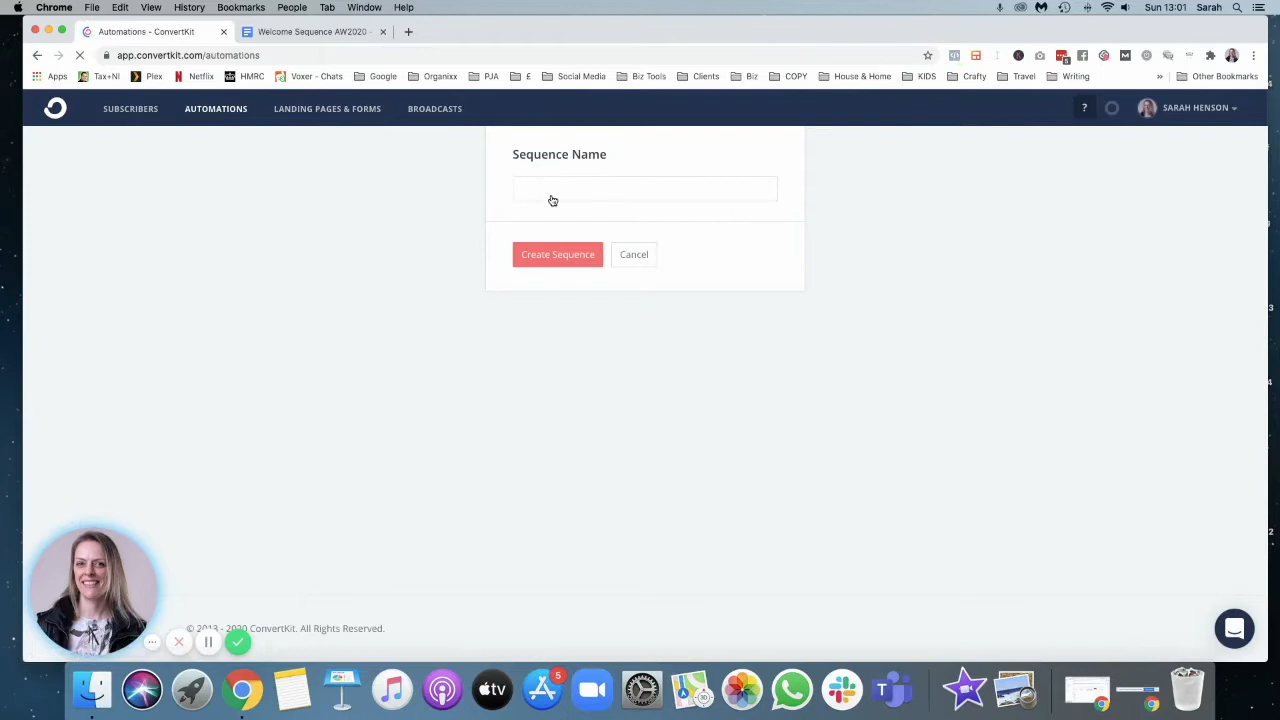 Chrome File Edit View History Bookmarks People Tab Window Help Sun 13:01 Sarah
Automations - ConvertKit Welcome Sequence AW2020 -
app.convertkit.com/automations
Apps Tax+NI Plex Netflix HMRC Voxer - Chats Google Organixx PJA £ Social Media Biz Tools Clients Biz COPY House & Home KIDS Crafty Travel Writing » Other Bookmarks
SUBSCRIBERS AUTOMATIONS LANDING PAGES & FORMS BROADCASTS ? SARAH HENSON
Sequence Name
Create Sequence Cancel
© 2013 - 2020 ConvertKit. All Rights Reserved.
5
tv